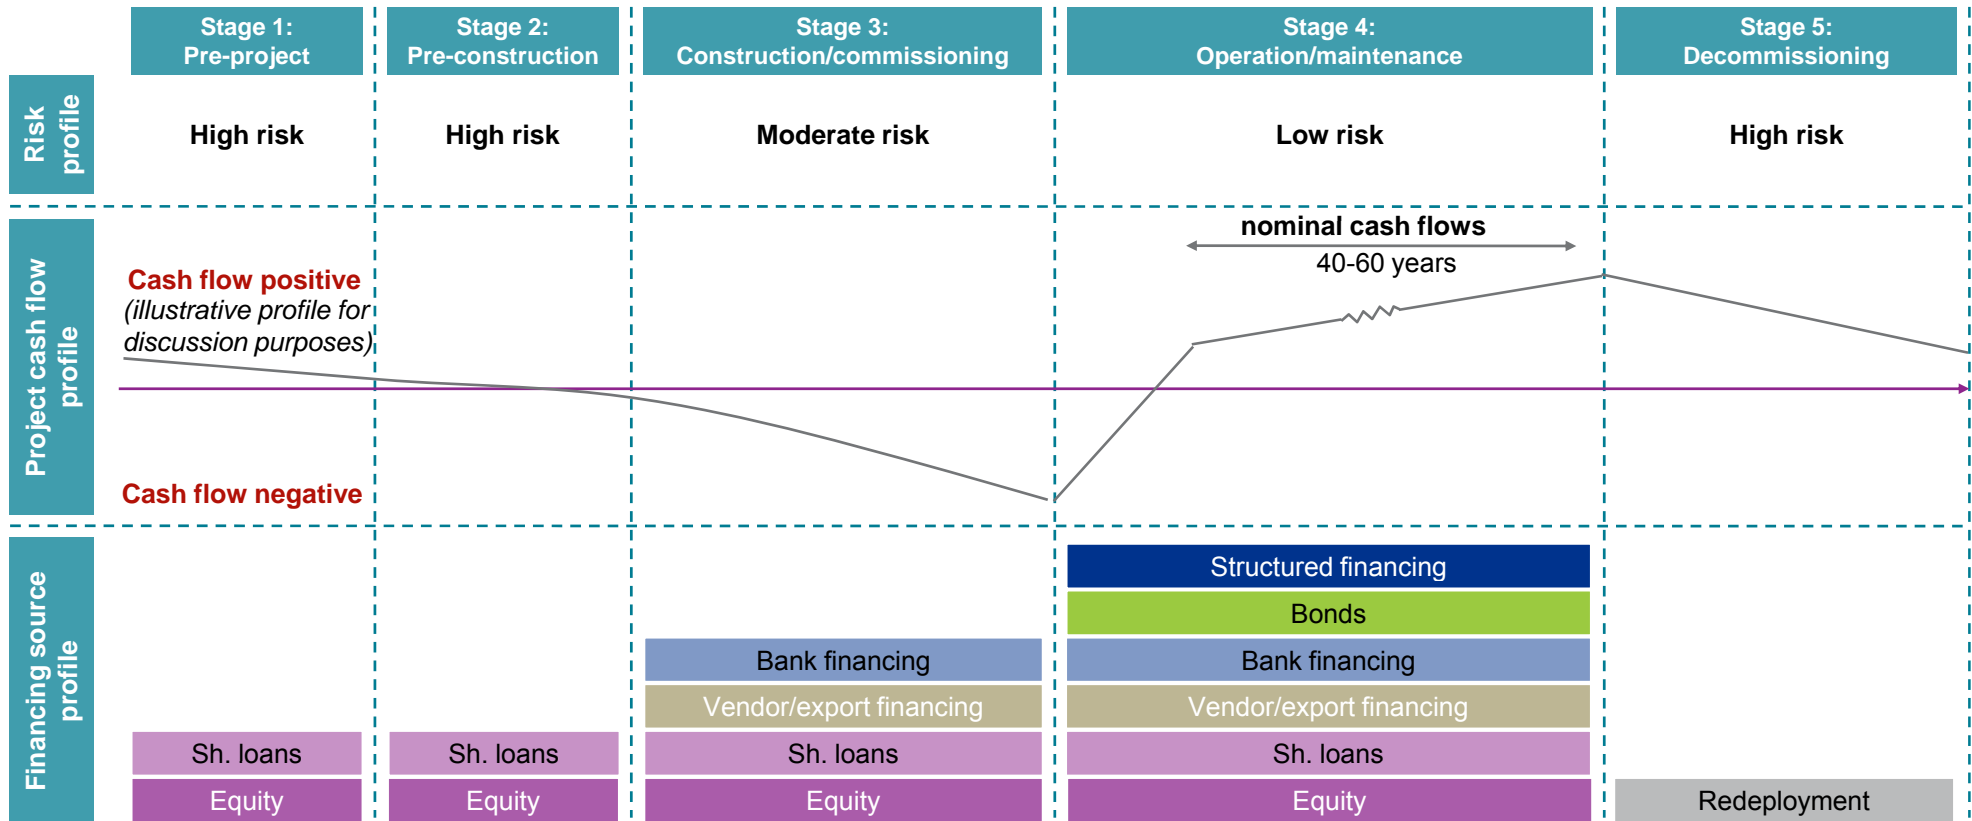 Stage 1:
Pre-project
Stage 2:
Pre-construction
Stage 3:
Construction/commissioning
Stage 4:
Operation/maintenance
Stage 5:
Decommissioning
Risk
profile
High risk
High risk
Moderate risk
Low risk
High risk
Project cash flow
profile
Cash flow positive
(illustrative profile for
discussion purposes)
nominal cash flows
40-60 years
Cash flow negative
Financing source
profile
Sh. loans
Equity
Sh. loans
Equity
Bank financing
Vendor/export financing
Sh. loans
Equity
Structured financing
Bonds
Bank financing
Vendor/export financing
Sh. loans
Equity
Redeployment